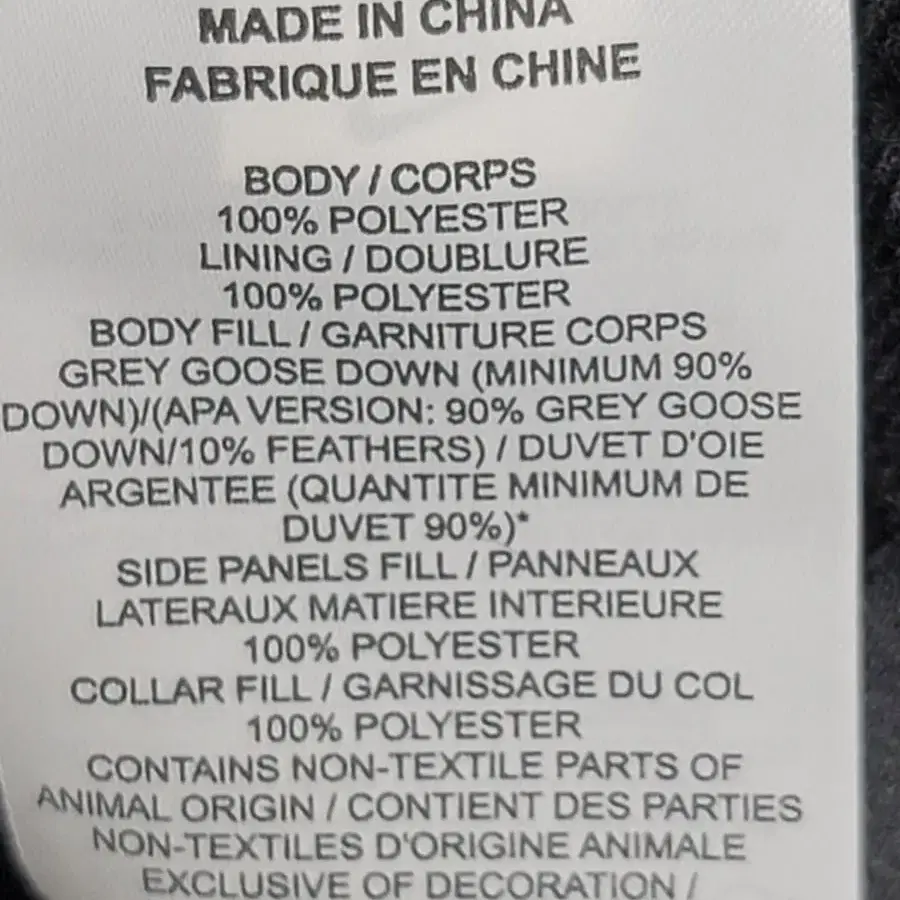 MADE IN CHINA
FABRIQUE EN CHINE
BODY / CORPS
100% POLYESTER
LINING / DOUBLURE
100% POLYESTER
BODY FILL / GARNITURE CORPS
GREY GOOSE DOWN (MINIMUM 90%
DOWN)/(APA VERSION: 90% GREY GOOSE
DOWN/10% FEATHERS) / DUVET D'OIE
ARGENTEE (QUANTITE MINIMUM DE
DUVET 90%)*
SIDE PANELS FILL / PANNEAUX
LATERAUX MATIERE INTERIEURE
100% POLYESTER
COLLAR FILL / GARNISSAGE DU COL
100% POLYESTER
CONTAINS NON-TEXTILE PARTS OF
ANIMAL ORIGIN / CONTIENT DES PARTIES
NON-TEXTILES D'ORIGINE ANIMALE
EXCLUSIVE OF DECORATION /